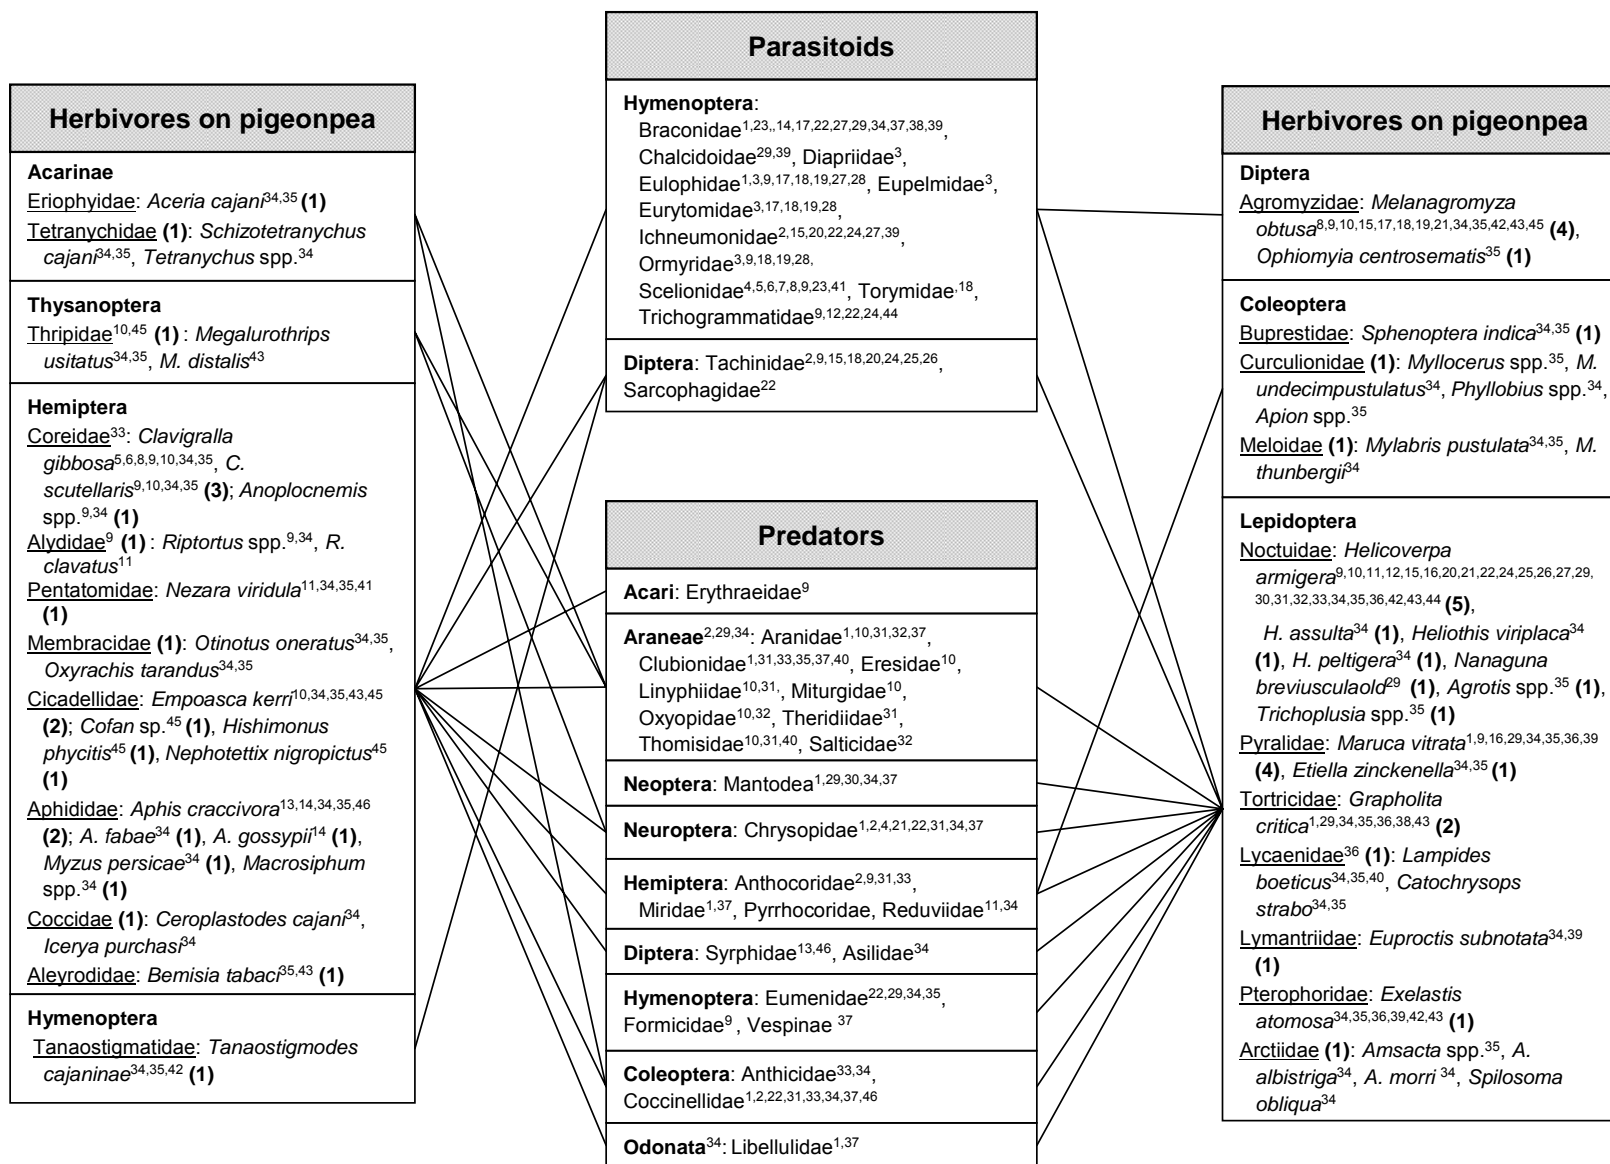 Herbivores on pigeonpea
Acarinae
Eriophyidae: Aceria cajani34,35 (1)
Tetranychidae (1): Schizotetranychus
cajani34,35, Tetranychus spp.34
Thysanoptera
Thripidae10,45 (1) : Megalurothrips
usitatus34,35, M. distalis43
Hemiptera
Coreidae33: Clavigralla
gibbosa5,6,8,9,10,34,35, C.
scutellaris9,10,34,35 (3); Anoplocnemis
spp.9,34 (1)
Alydidae9 (1) : Riptortus spp.9,34, R.
clavatus11
Pentatomidae: Nezara viridula11,34,35,41
(1)
Membracidae (1): Otinotus oneratus34,35,
Oxyrachis tarandus34,35
Cicadellidae: Empoasca kerri10,34,35,43,45
(2); Cofan sp.45 (1), Hishimonus
phycitis45 (1), Nephotettix nigropictus45
(1)
Aphididae: Aphis craccivora13,14,34,35,46
(2); A. fabae34 (1), A. gossypii14 (1),
Myzus persicae34 (1), Macrosiphum
spp.34 (1)
Coccidae (1): Ceroplastodes cajani34,
Icerya purchasi34
Aleyrodidae: Bemisia tabaci35,43 (1)
Hymenoptera
Tanaostigmatidae: Tanaostigmodes
cajaninae34,35,42 (1)
Parasitoids
Hymenoptera:
Braconidae1,23,,14,17,22,27,29,34,37,38,39,
Chalcidoidae29,39, Diapriidae3,
Eulophidae1,3,9,17,18,19,27,28, Eupelmidae3,
Eurytomidae3,17,18,19,28,
Ichneumonidae2,15,20,22,24,27,39,
Ormyridae3,9,18,19,28,
Scelionidae4,5,6,7,8,9,23,41, Torymidae,18,
Trichogrammatidae9,12,22,24,44
Diptera: Tachinidae2,9,15,18,20,24,25,26,
Sarcophagidae22
Predators
Acari: Erythraeidae9
Araneae2,29,34: Aranidae1,10,31,32,37,
Clubionidae1,31,33,35,37,40, Eresidae10,
Linyphiidae10,31,, Miturgidae10,
Oxyopidae10,32, Theridiidae31,
Thomisidae10,31,40, Salticidae32
Neoptera: Mantodea1,29,30,34,37
Neuroptera: Chrysopidae1,2,4,21,22,31,34,37
Hemiptera: Anthocoridae2,9,31,33,
Miridae1,37, Pyrrhocoridae, Reduviidae11,34
Diptera: Syrphidae13,46, Asilidae34
Hymenoptera: Eumenidae22,29,34,35,
Formicidae9 , Vespinae 37
Coleoptera: Anthicidae33,34,
Coccinellidae1,2,22,31,33,34,37,46
Odonata34: Libellulidae1,37
Herbivores on pigeonpea
Diptera
Agromyzidae: Melanagromyza
obtusa8,9,10,15,17,18,19,21,34,35,42,43,45 (4),
Ophiomyia centrosematis35 (1)
Coleoptera
Buprestidae: Sphenoptera indica34,35 (1)
Curculionidae (1): Myllocerus spp.35, M.
undecimpustulatus34, Phyllobius spp.34,
Apion spp.35
Meloidae (1): Mylabris pustulata34,35, M.
thunbergii34
Lepidoptera
Noctuidae: Helicoverpa
armigera9,10,11,12,15,16,20,21,22,24,25,26,27,29,
30,31,32,33,34,35,36,42,43,44 (5),
H. assulta34 (1), Heliothis viriplaca34
(1), H. peltigera34 (1), Nanaguna
breviusculaold29 (1), Agrotis spp.35 (1),
Trichoplusia spp.35 (1)
Pyralidae: Maruca vitrata1,9,16,29,34,35,36,39
(4), Etiella zinckenella34,35 (1)
Tortricidae: Grapholita
critica1,29,34,35,36,38,43 (2)
Lycaenidae36 (1): Lampides
boeticus34,35,40, Catochrysops
strabo34,35
Lymantriidae: Euproctis subnotata34,39
(1)
Pterophoridae: Exelastis
atomosa34,35,36,39,42,43 (1)
Arctiidae (1): Amsacta spp.35, A.
albistriga34, A. morri 34, Spilosoma
obliqua34